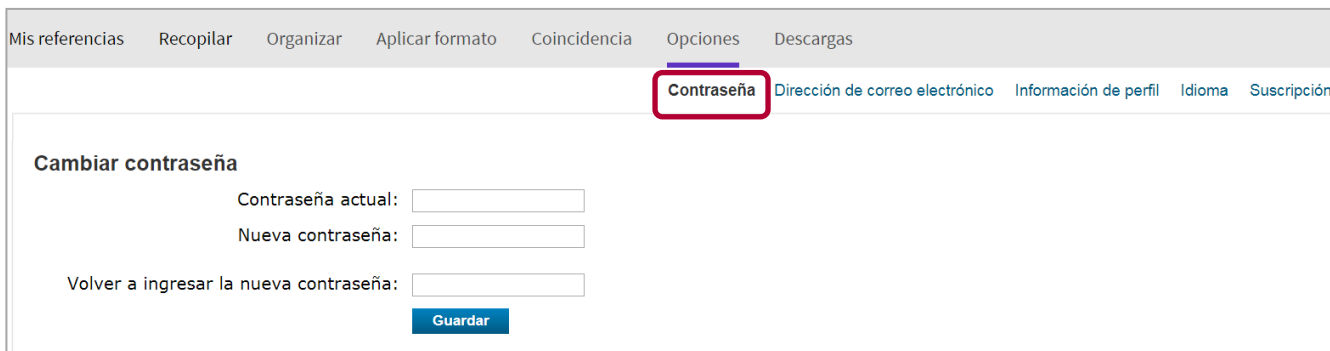 Mis referencias Recopilar Organizar Aplicar formato Coincidencia Opciones Descargas
Contraseña Dirección de correo electrónico Información de perfil Idioma Suscripción
Cambiar contraseña
Contraseña actual:
Nueva contraseña:
Volver a ingresar la nueva contraseña:
Guardar